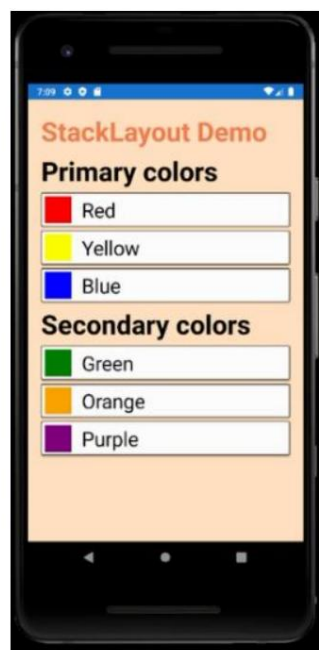 7:09
StackLayout Demo
Primary colors
Red
Yellow
Blue
Secondary colors
Green
Orange
Purple